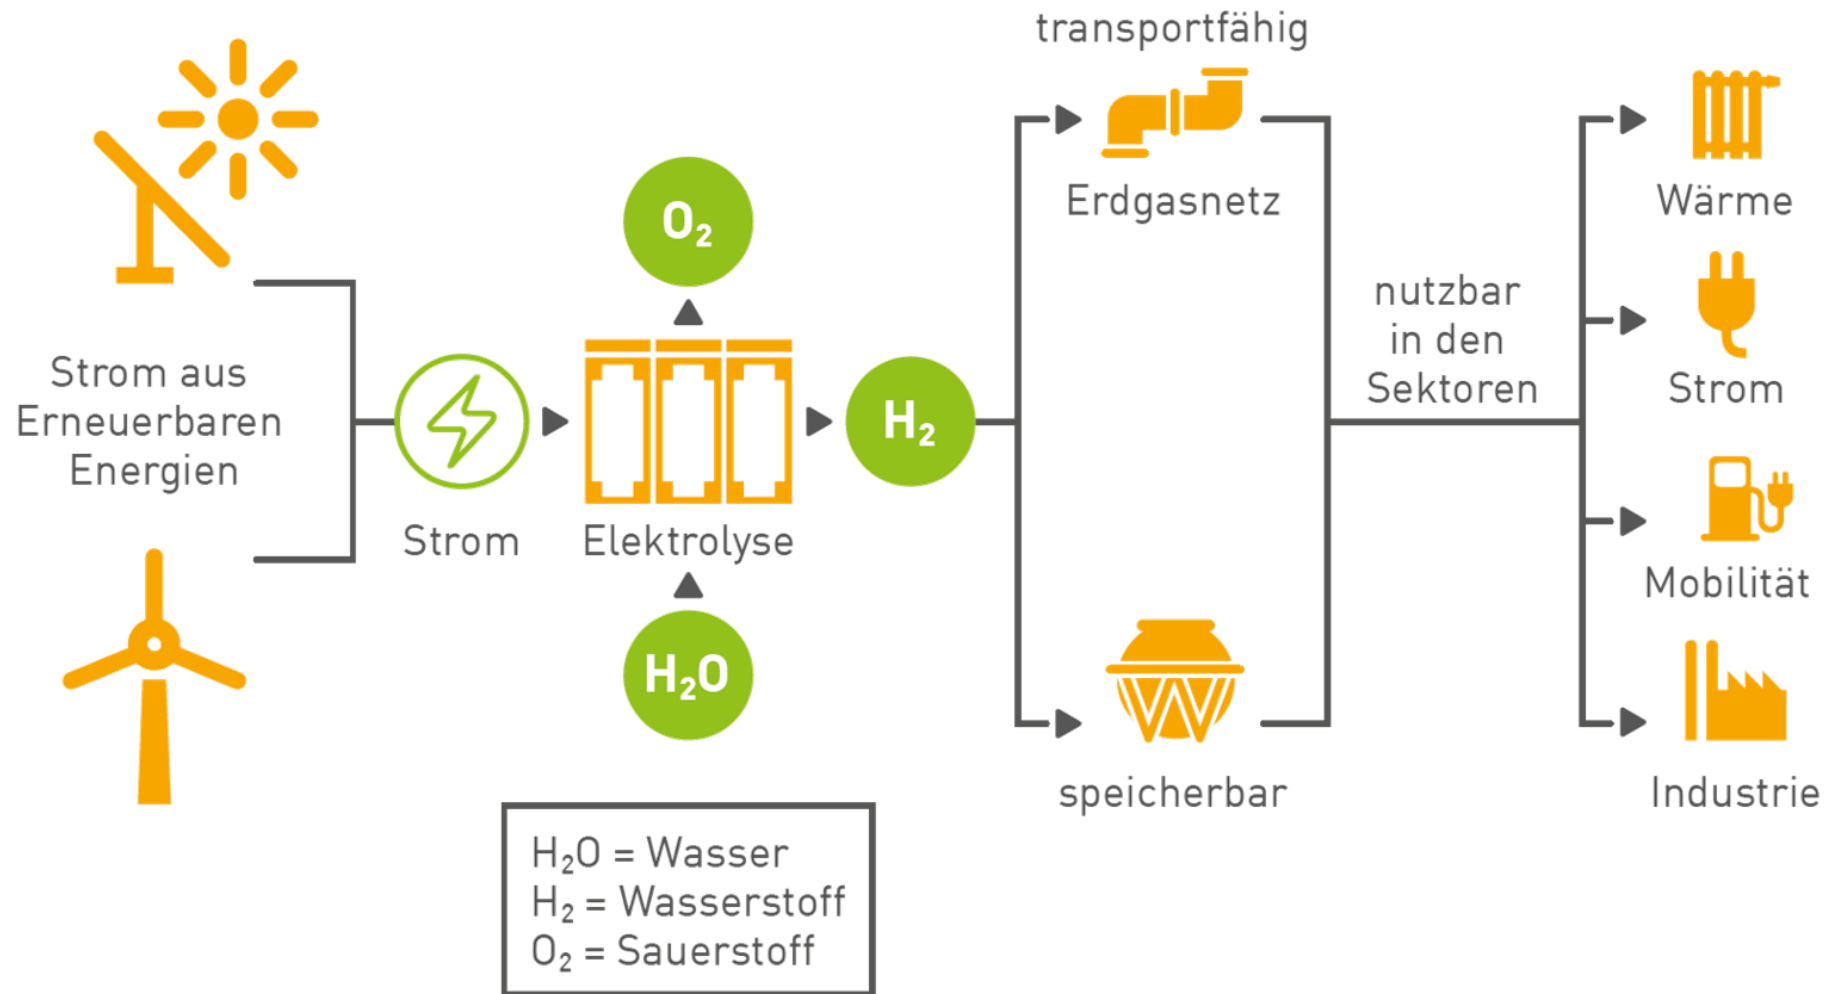 transportfähig
Erdgasnetz
Strom aus
Erneuerbaren
Energien
Strom
O₂
Elektrolyse
H₂O
H₂
speicherbar
nutzbar
in den
Sektoren
Wärme
Strom
Mobilität
Industrie
H₂O = Wasser
H₂ = Wasserstoff
O₂ = Sauerstoff